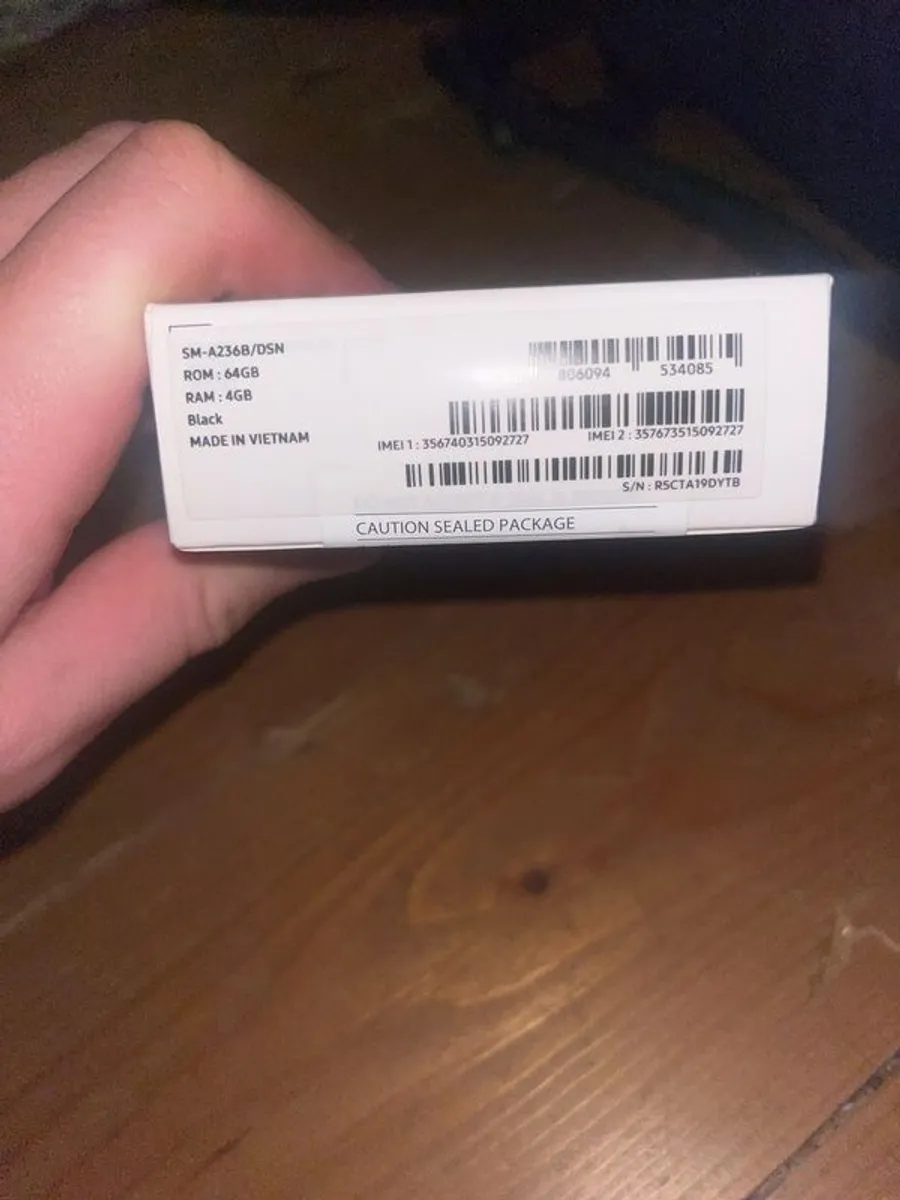 SM-A236B/DSN
ROM : 64GB
RAM : 4GB
Black
MADE IN VIETNAM
806094 534085
IMEI 1 : 356740315092727 IMEI 2 : 357673515092727
S/N : R5CTA19DYTB
CAUTION SEALED PACKAGE